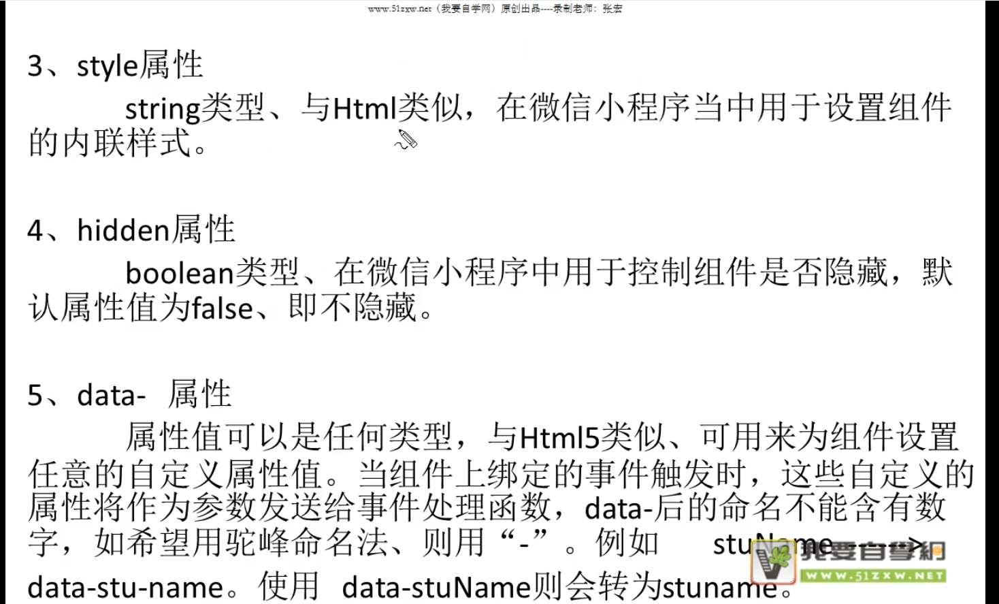 www.51zxw.net（我要自学网）原创出品----录制老师：张宏
3、style属性
string类型、与Html类似，在微信小程序当中用于设置组件
的内联样式。
4、hidden属性
boolean类型、在微信小程序中用于控制组件是否隐藏，默
认属性值为false、即不隐藏。
5、data- 属性
属性值可以是任何类型，与Html5类似、可用来为组件设置
任意的自定义属性值。当组件上绑定的事件触发时，这些自定义的
属性将作为参数发送给事件处理函数，data-后的命名不能含有数
字，如希望用驼峰命名法、则用“-”。例如 stuName ------->
我要自學網
WWW.51ZXW.NET
data-stu-name。使用 data-stuName则会转为stuname。